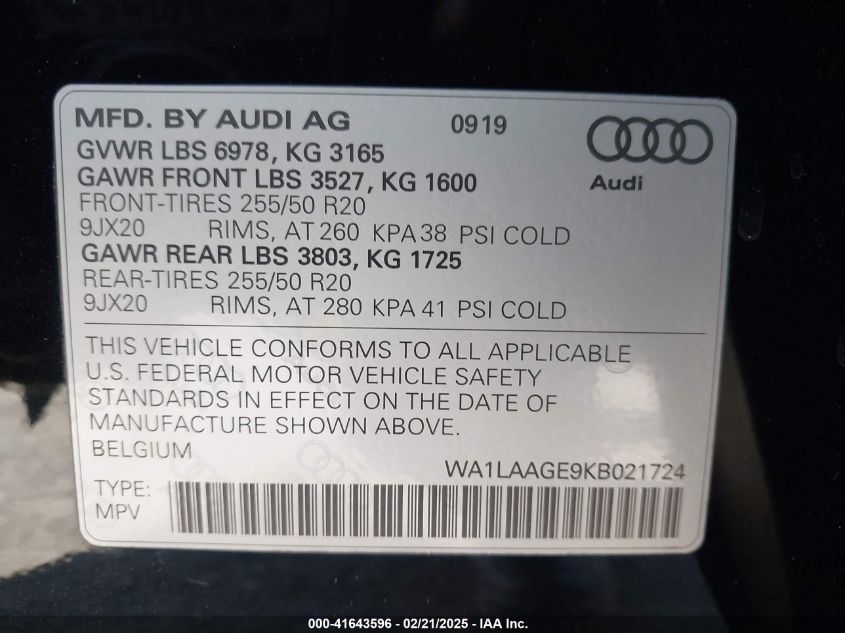 MFD. BY AUDI AG 0919
GVWR LBS 6978, KG 3165
GAWR FRONT LBS 3527, KG 1600
FRONT-TIRES 255/50 R20
9JX20 RIMS, AT 260 KPA 38 PSI COLD
GAWR REAR LBS 3803, KG 1725
REAR-TIRES 255/50 R20
9JX20 RIMS, AT 280 KPA 41 PSI COLD
Audi
THIS VEHICLE CONFORMS TO ALL APPLICABLE
U.S. FEDERAL MOTOR VEHICLE SAFETY
STANDARDS IN EFFECT ON THE DATE OF
MANUFACTURE SHOWN ABOVE.
BELGIUM
WA1LAAGE9KB021724
TYPE:
MPV
000-41643596 - 02/21/2025 - IAA, Inc.